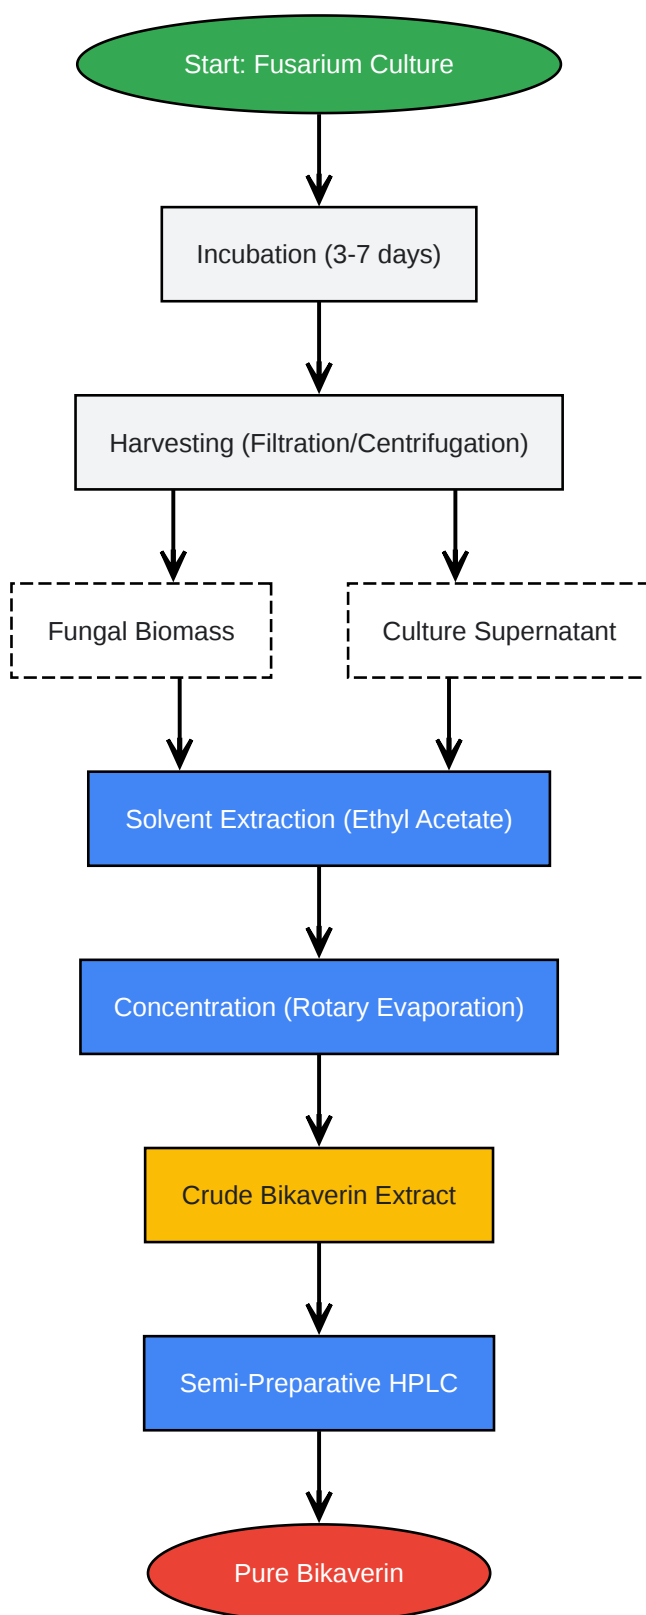 Start: Fusarium Culture
Incubation (3-7 days)
Harvesting (Filtration/Centrifugation)
Fungal Biomass
Culture Supernatant
Solvent Extraction (Ethyl Acetate)
Concentration (Rotary Evaporation)
Crude Bikaverin Extract
Semi-Preparative HPLC
Pure Bikaverin